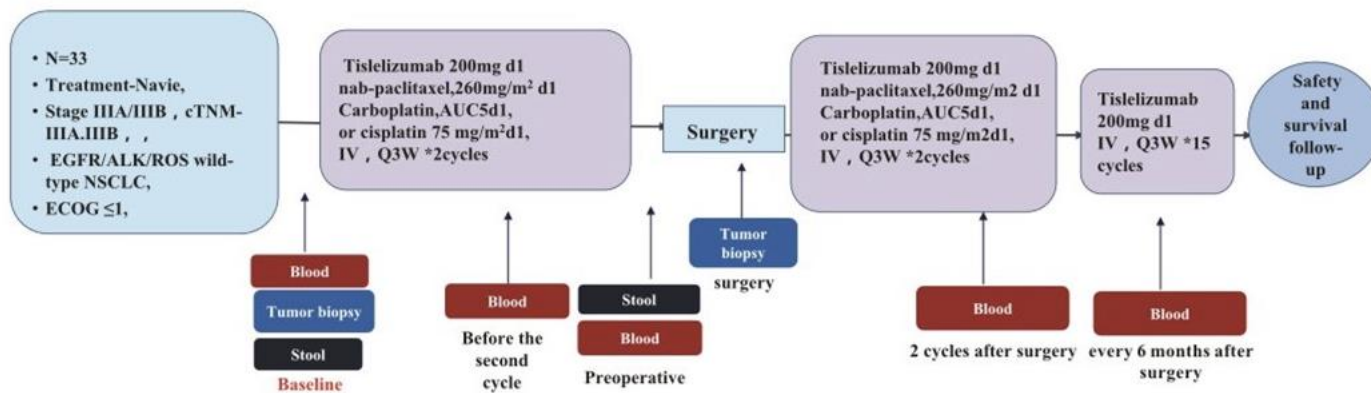 • N=33
• Treatment-Navie,
• Stage IIIA/IIIB，cTNM-
IIIA.IIIB，，
• EGFR/ALK/ROS wild-
type NSCLC,
• ECOG ≤1,
Tislelizumab 200mg d1
nab-paclitaxel,260mg/m² d1
Carboplatin,AUC5d1,
or cisplatin 75 mg/m²d1,
IV，Q3W *2cycles
Surgery
Tislelizumab 200mg d1
nab-paclitaxel,260mg/m2 d1
Carboplatin,AUC5d1,
or cisplatin 75 mg/m2d1,
IV，Q3W *2cycles
Tislelizumab
200mg d1
IV，Q3W *15
cycles
Safety
and
survival
follow-
up
Blood
Tumor biopsy
Stool
Baseline
Blood
Before the
second
cycle
Stool
Blood
Preoperative
Tumor
biopsy
surgery
Blood
2 cycles after surgery
Blood
every 6 months after
surgery